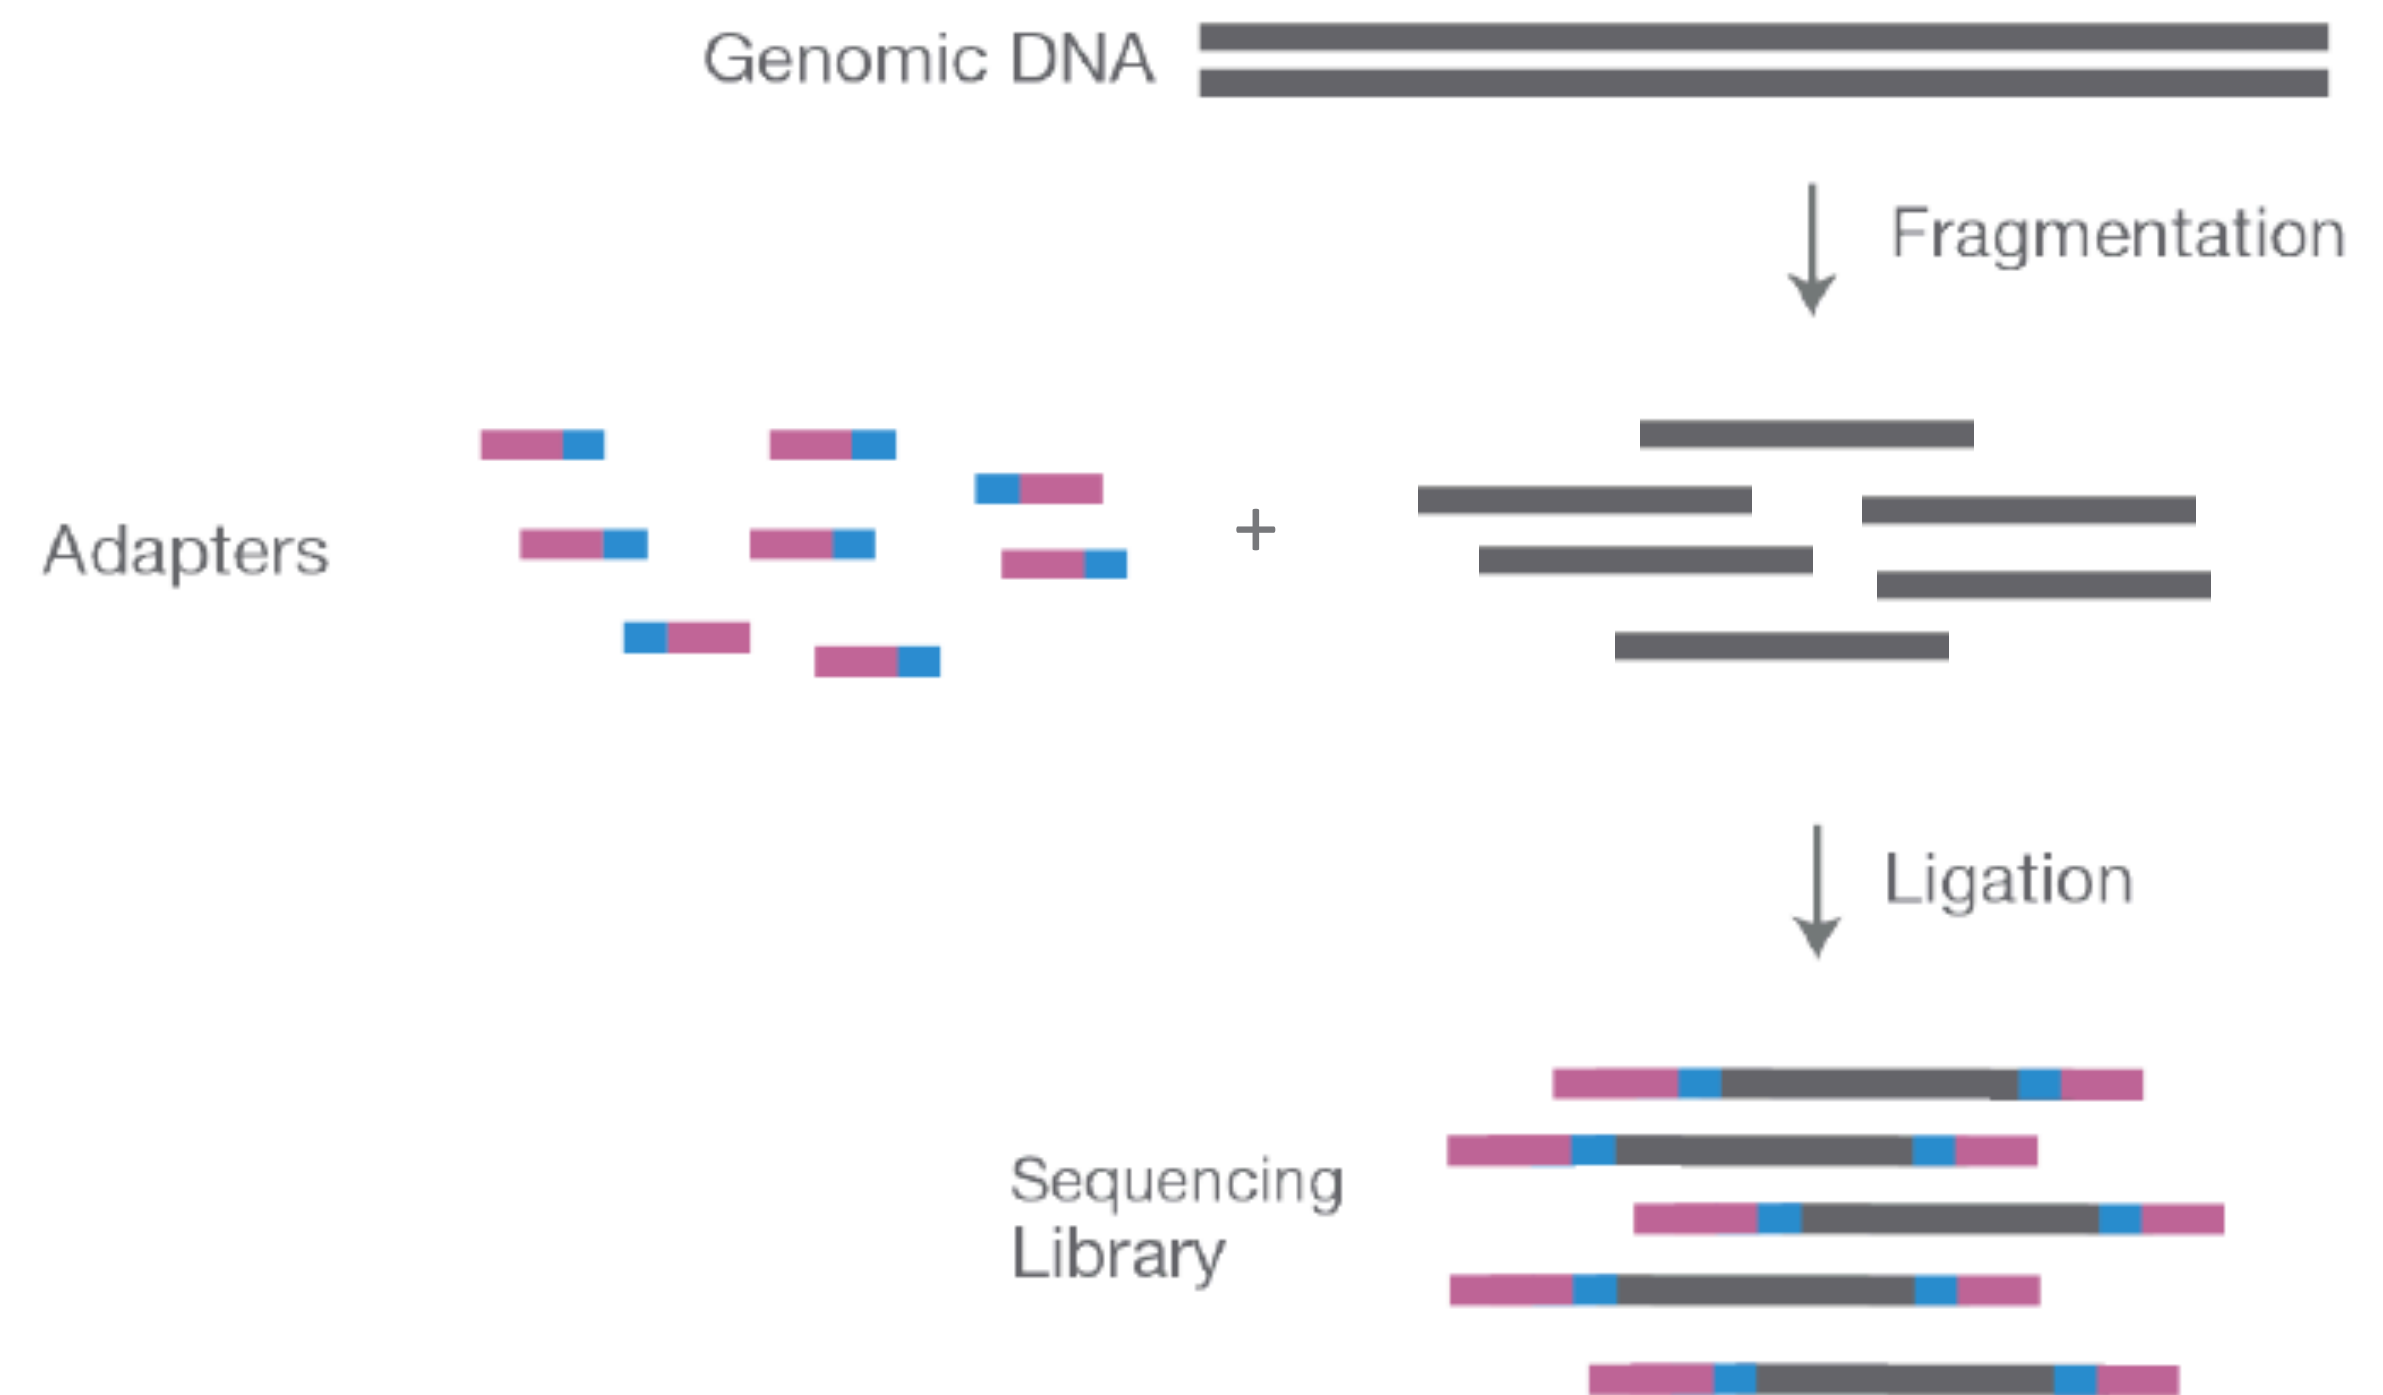 Genomic DNA
Fragmentation
Adapters
+
Ligation
Sequencing
Library